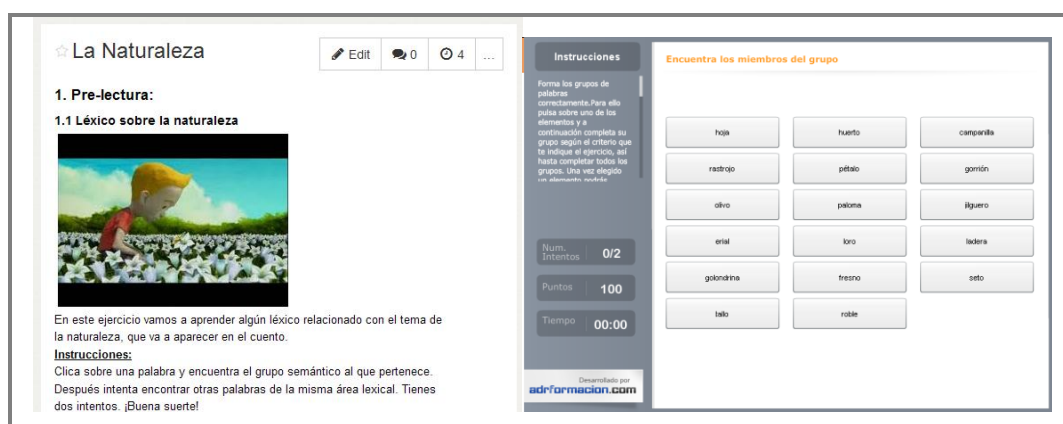 La Naturaleza
Edit
0
4
...
1. Pre-lectura:
1.1 Léxico sobre la naturaleza
En este ejercicio vamos a aprender algún léxico relacionado con el tema de
la naturaleza, que va a aparecer en el cuento.
Instrucciones:
Clica sobre una palabra y encuentra el grupo semántico al que pertenece.
Después intenta encontrar otras palabras de la misma área lexical. Tienes
dos intentos. ¡Buena suerte!
Instrucciones
Forma los grupos de
palabras
correctamente.Para ello
pulsa sobre uno de los
elementos y a
continuación completa su
grupo según el criterio que
te indique el ejercicio, así
hasta completar todos los
grupos. Una vez elegido
un elemento podrás
Num.
Intentos 0/2
Puntos 100
Tiempo 00:00
Desarrollado por
adrformacion.com
Encuentra los miembros del grupo
hoja huerto campanilla
rastrojo pétalo gorrión
olivo paloma jilguero
erial loro ladera
golondrina fresno seto
tallo roble